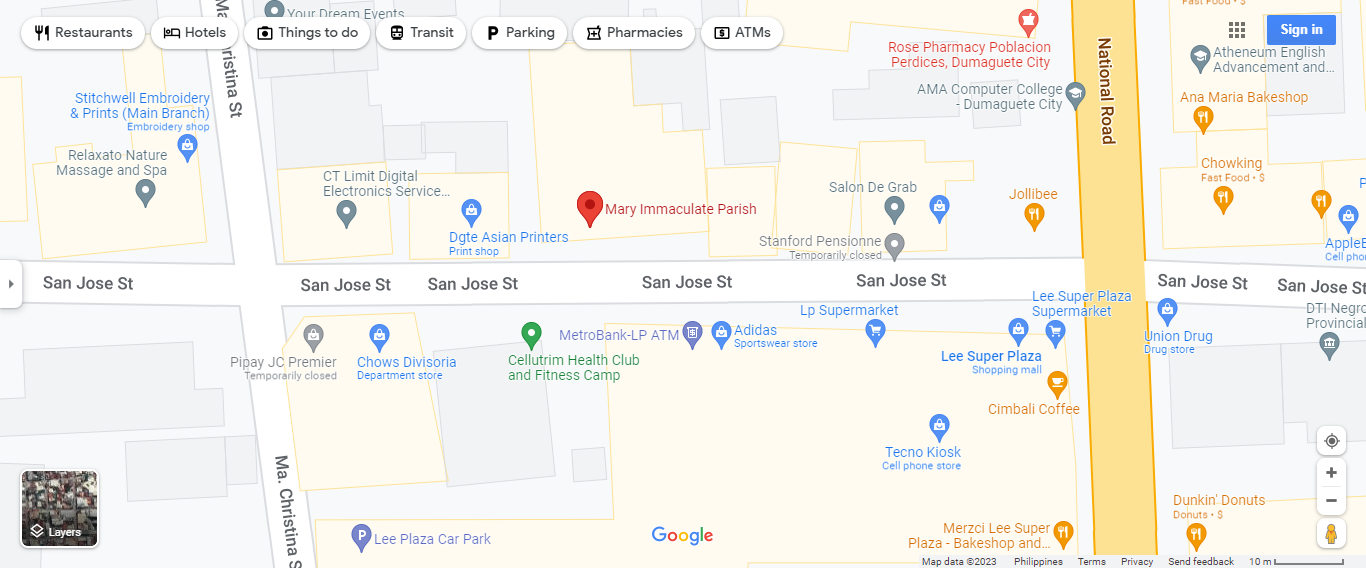 Fast Food • $
Your Dream Events
Restaurants
Hotels
Things to do
Transit
Parking
Pharmacies
ATMs
Sign in
Rose Pharmacy Poblacion
Perdices, Dumaguete City
Atheneum English
Advancement and...
AMA Computer College
- Dumaguete City
National Road
Ana Maria Bakeshop
Ma. Christina St
Stitchwell Embroidery
& Prints (Main Branch)
Embroidery shop
Relaxato Nature
Massage and Spa
CT Limit Digital
Electronics Service...
Dgte Asian Printers
Print shop
Mary Immaculate Parish
Salon De Grab
Stanford Pensionne
Temporarily closed
Jollibee
Chowking
Fast Food • $
AppleB
Cell pho
San Jose St
San Jose St
San Jose St
San Jose St
San Jose St
San Jose St
San Jose St
Pipay JC Premier
Temporarily closed
Chows Divisoria
Department store
Cellutrim Health Club
and Fitness Camp
MetroBank-LP ATM
Adidas
Sportswear store
Lp Supermarket
Lee Super Plaza
Supermarket
Lee Super Plaza
Shopping mall
Union Drug
Drug store
DTI Negro
Provincial
Cimbali Coffee
Tecno Kiosk
Cell phone store
Ma. Christina S
Layers
P
Lee Plaza Car Park
Google
Merzci Lee Super
Plaza - Bakeshop and...
Dunkin' Donuts
Donuts • $
Map data ©2023
Philippines
Terms
Privacy
Send feedback
10 m